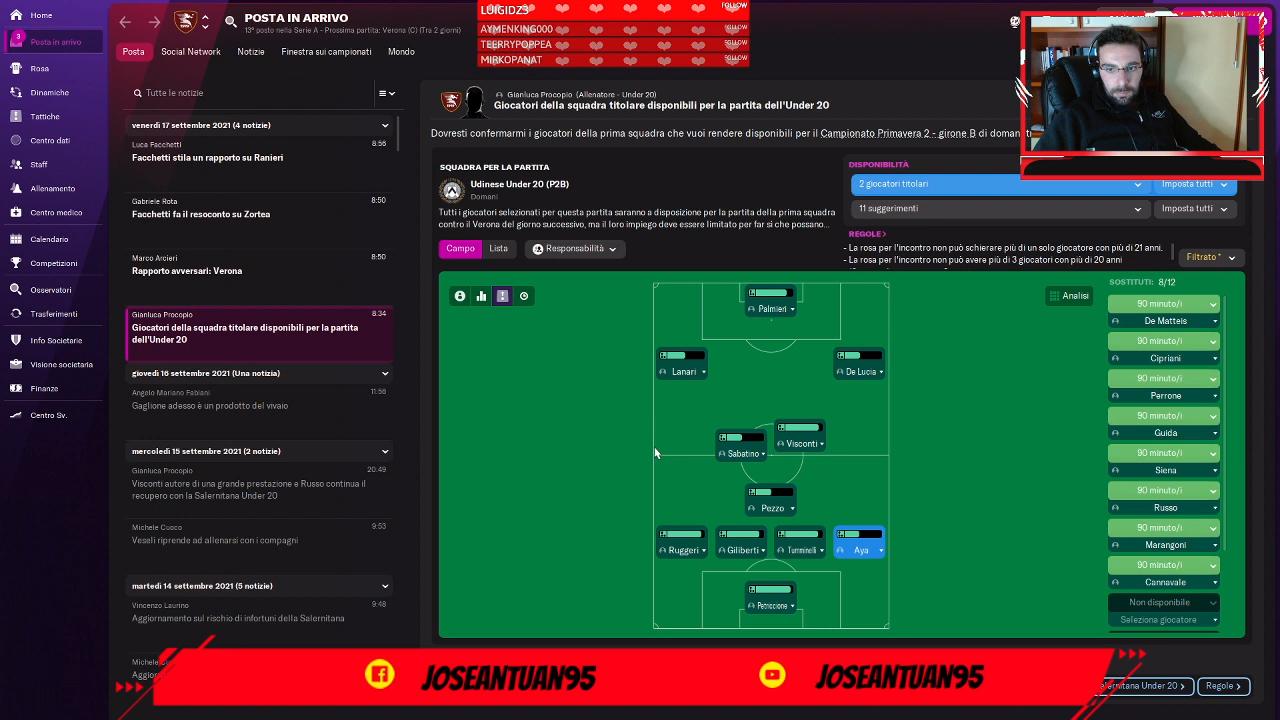 Home
3
Posta in arrivo
Rosa
Dinamiche
Tattiche
Centro dati
Staff
Allenamento
Centro medico
Calendario
Competizioni
Osservatori
Trasferimenti
Info Societarie
Visione societaria
Finanze
Centro Sv.
POSTA IN ARRIVO
13° posto nella Serie A - Prossima partita: Verona (C) (Tra 2 giorni)
LUIGIDZ3 FOLLOW
AYMENKING000 FOLLOW
TEERRYPOPPEA FOLLOW
MIRKOPANAT FOLLOW
Posta Social Network Notizie Finestra sui campionati Mondo
Tutte le notizie
venerdì 17 settembre 2021 (4 notizie)
Luca Facchetti 8:56
Facchetti stila un rapporto su Ranieri
Gabriele Rota 8:50
Facchetti fa il resoconto su Zortea
Marco Arcieri 8:50
Rapporto avversari: Verona
Gianluca Procopio 8:34
Giocatori della squadra titolare disponibili per la partita
dell'Under 20
giovedì 16 settembre 2021 (Una notizia)
Angelo Mariano Fabiani 11:56
Gaglione adesso è un prodotto del vivaio
mercoledì 15 settembre 2021 (2 notizie)
Gianluca Procopio 20:49
Visconti autore di una grande prestazione e Russo continua il
recupero con la Salernitana Under 20
Michele Cuoco 9:53
Veseli riprende ad allenarsi con i compagni
martedì 14 settembre 2021 (5 notizie)
Vincenzo Laurino 9:48
Aggiornamento sul rischio di infortuni della Salernitana
Gianluca Procopio (Allenatore - Under 20)
Giocatori della squadra titolare disponibili per la partita dell'Under 20
Dovresti confermarmi i giocatori della prima squadra che vuoi rendere disponibili per il Campionato Primavera 2 - girone B di
SQUADRA PER LA PARTITA
Udinese Under 20 (P2B)
Domani
Tutti i giocatori selezionati per questa partita saranno a disposizione per la partita della prima squadra
contro il Verona del giorno successivo, ma il loro impiego deve essere limitato per far sì che possano...
Campo Lista Responsabilità
DISPONIBILITÀ
2 giocatori titolari Imposta tutti
11 suggerimenti Imposta tutti
REGOLE
- La rosa per l'incontro non può schierare più di un solo giocatore con più di 21 anni.
- La rosa per l'incontro non può avere più di 3 giocatori con più di 20 anni
Filtrato *
Analisi
Palmieri
Lanari De Lucia
Visconti
Sabatino
Pezzo
Ruggeri Giliberti Tumminelli Aya
Petriccione
SOSTITUTI: 8/12
90 minuto/i
De Matteis
90 minuto/i
Cipriani
90 minuto/i
Perrone
90 minuto/i
Guida
90 minuto/i
Siena
90 minuto/i
Russo
90 minuto/i
Marangoni
90 minuto/i
Cannavale
Non disponibile
Seleziona giocatore
JOSEANTUAN95 JOSEANTUAN95
Under 20 Regole